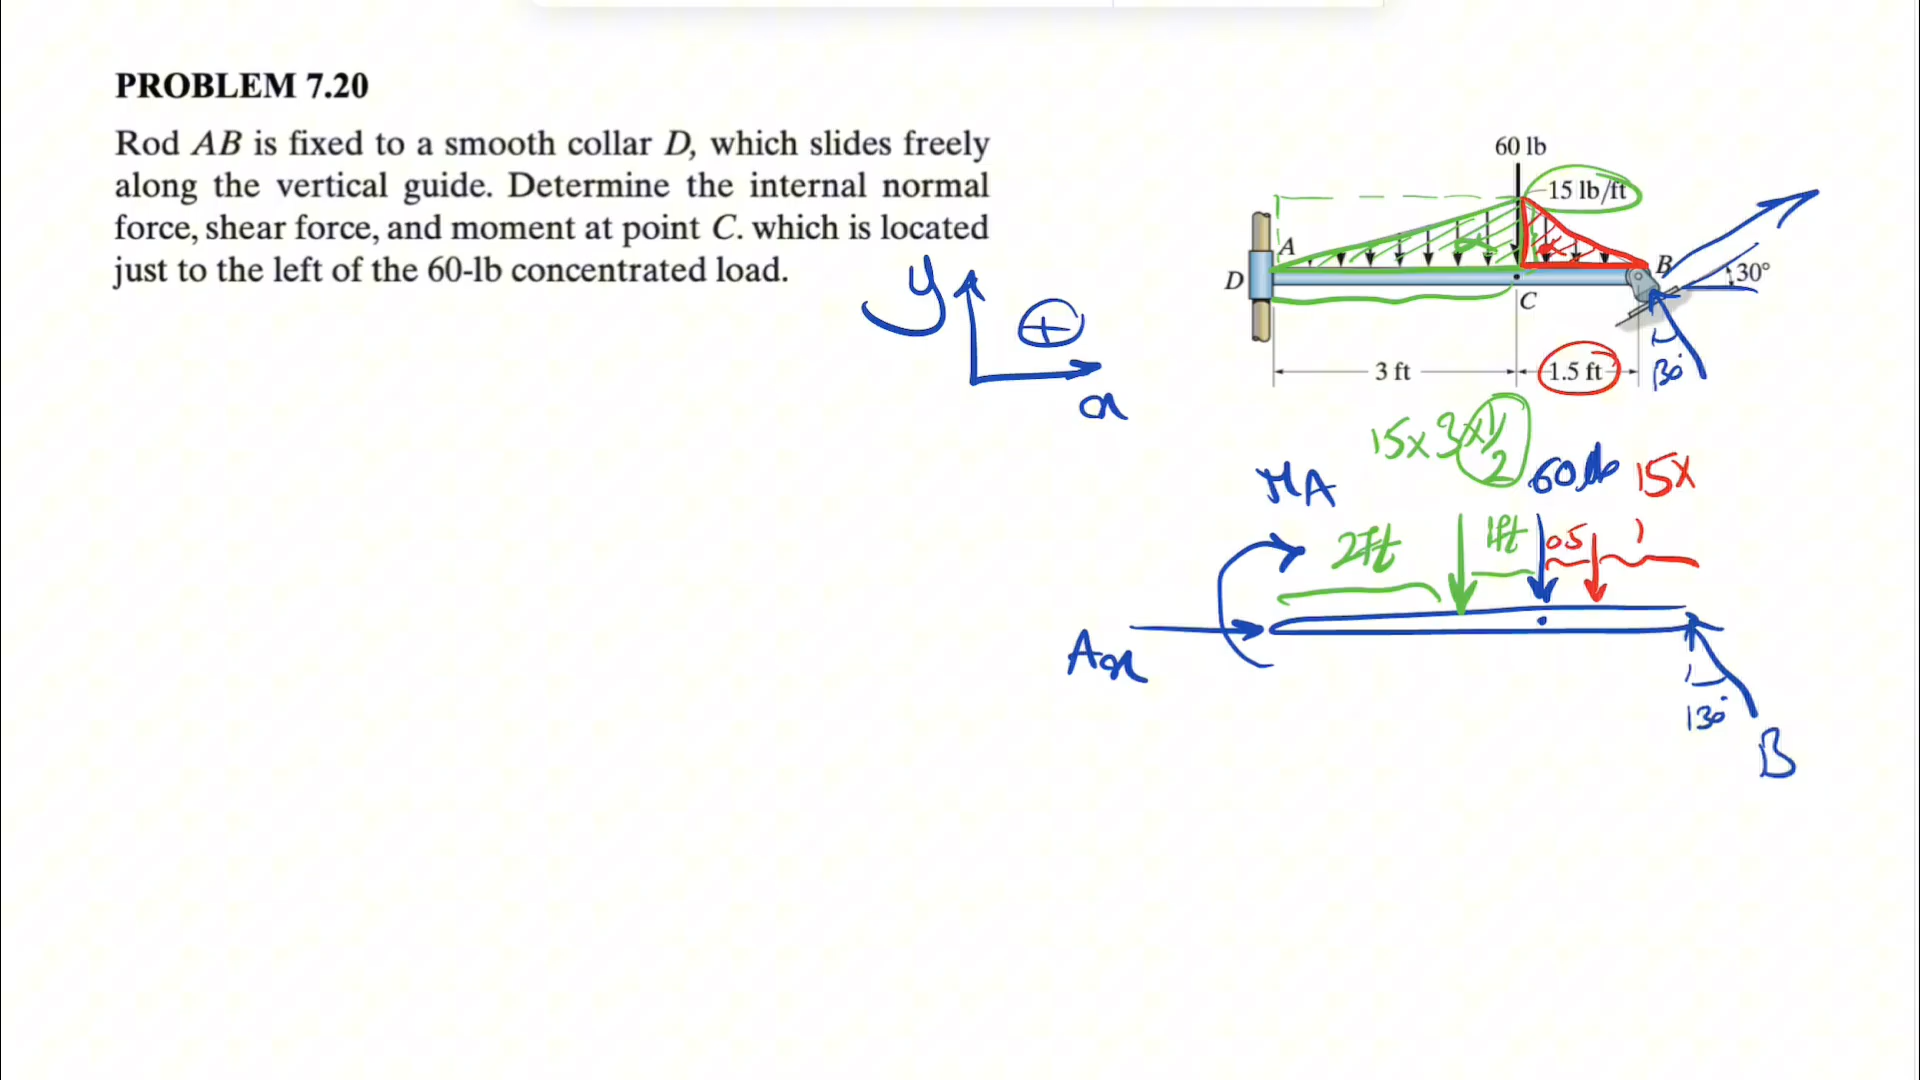 PROBLEM 7.20
Rod AB is fixed to a smooth collar D, which slides freely
along the vertical guide. Determine the internal normal
force, shear force, and moment at point C. which is located
just to the left of the 60-lb concentrated load.
y
+
x
60 lb
15 lb/ft
A
B
D
30°
C
3 ft
1.5 ft
30°
15x3x1/2
MA
60lb
15x
2ft
1ft
0.5
1
Ax
30°
B